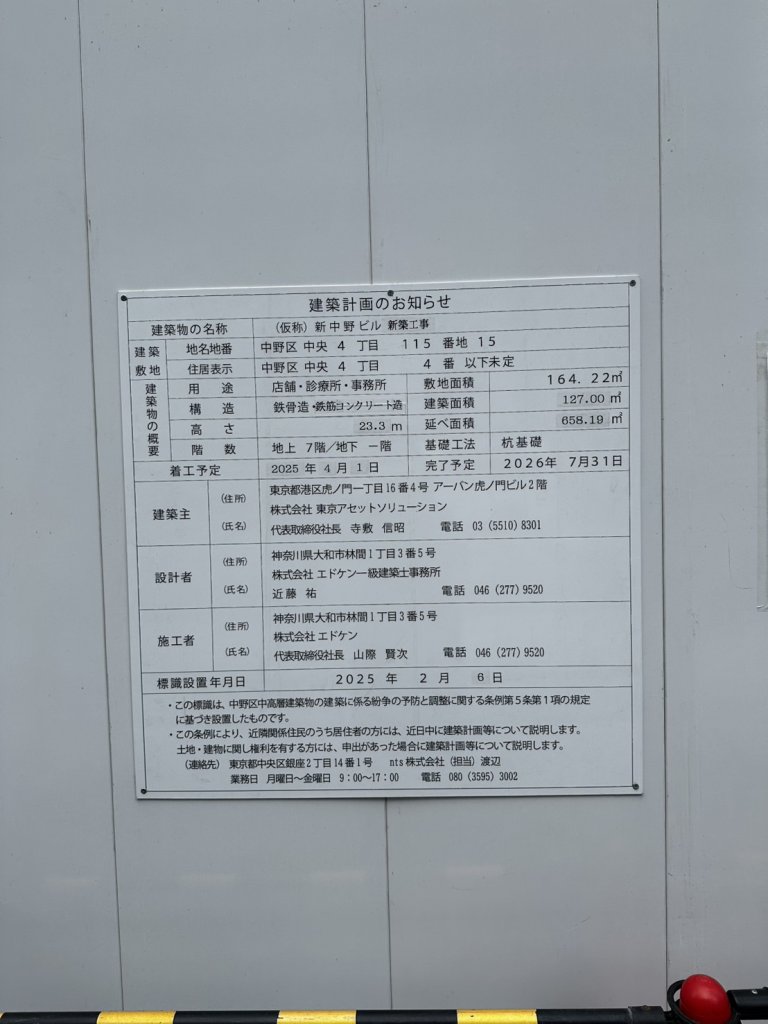 建築計画のお知らせ
建築物の名称 (仮称) 新中野ビル 新築工事
建築敷地 地名地番 中野区 中央 4 丁目 115 番地 15
住居表示 中野区 中央 4 丁目 4 番 以下未定
建築物の概要 用途 店舗・診療所・事務所 敷地面積 164.22㎡
構造 鉄骨造・鉄筋コンクリート造 建築面積 127.00㎡
高さ 23.3 m 延べ面積 658.19㎡
階数 地上 7階/地下 ー階 基礎工法 杭基礎
着工予定 2025年4月1日 完了予定 2026年 7月31日
建築主 (住所) 東京都港区虎ノ門一丁目16番4号 アーバン虎ノ門ビル2階
株式会社 東京アセットソリューション
(氏名) 代表取締役社長 寺敷 信昭 電話 03 (5510) 8301
設計者 (住所) 神奈川県大和市林間1丁目3番5号
株式会社 エドケン一級建築士事務所
(氏名) 近藤 祐 電話 046 (277) 9520
施工者 (住所) 神奈川県大和市林間1丁目3番5号
株式会社 エドケン
(氏名) 代表取締役社長 山際 賢次 電話 046 (277) 9520
標識設置年月日 2025 年 2 月 6 日
・この標識は、中野区中高層建築物の建築に係る紛争の予防と調整に関する条例第5条第1項の規定
に基づき設置したものです。
・この条例により、近隣関係住民のうち居住者の方には、近日中に建築計画等について説明します。
土地・建物に関し権利を有する方には、申出があった場合に建築計画等について説明します。
(連絡先) 東京都中央区銀座2丁目14番1号 nts株式会社 (担当) 渡辺
業務日 月曜日～金曜日 9:00～17:00 電話 080 (3595) 3002